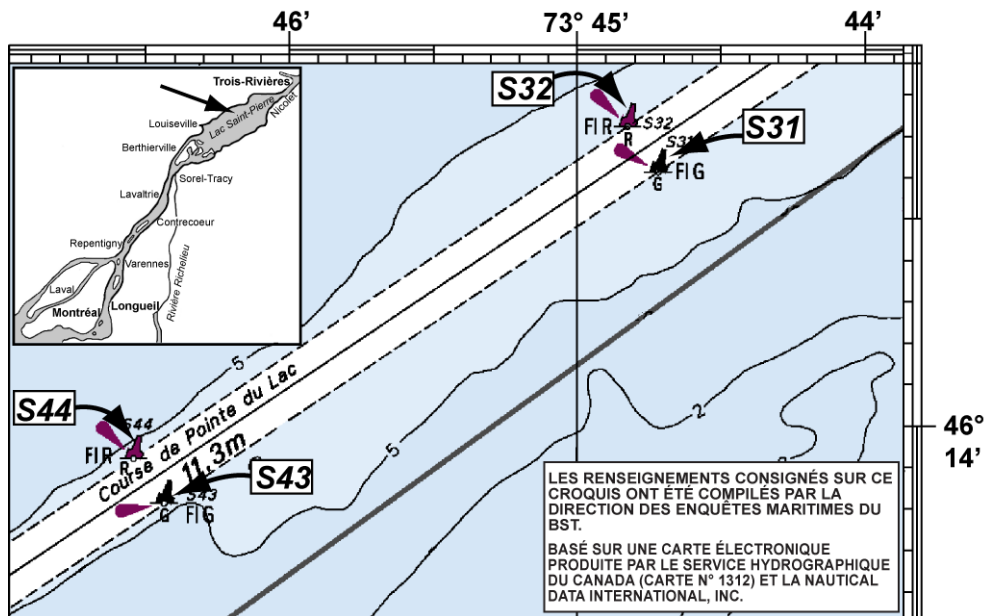 46’
73° 45’
44’
Trois-Rivières
Nicolet
Lac Saint-Pierre
Louiseville
Berthierville
Sorel-Tracy
Lavaltrie
Contrecoeur
Repentigny
Varennes
Rivière Richelieu
Laval
Montréal
Longueil
S32
S32
Fl R
R
S31
S31
Fl G
G
5
5
2
46°
14’
S44
S44
Fl R
R
Course de Pointe du Lac
11,3m
S43
S43
Fl G
G
LES RENSEIGNEMENTS CONSIGNÉS SUR CE
CROQUIS ONT ÉTÉ COMPILÉS PAR LA
DIRECTION DES ENQUÊTES MARITIMES DU
BST.
BASÉ SUR UNE CARTE ÉLECTRONIQUE
PRODUITE PAR LE SERVICE HYDROGRAPHIQUE
DU CANADA (CARTE N° 1312) ET LA NAUTICAL
DATA INTERNATIONAL, INC.